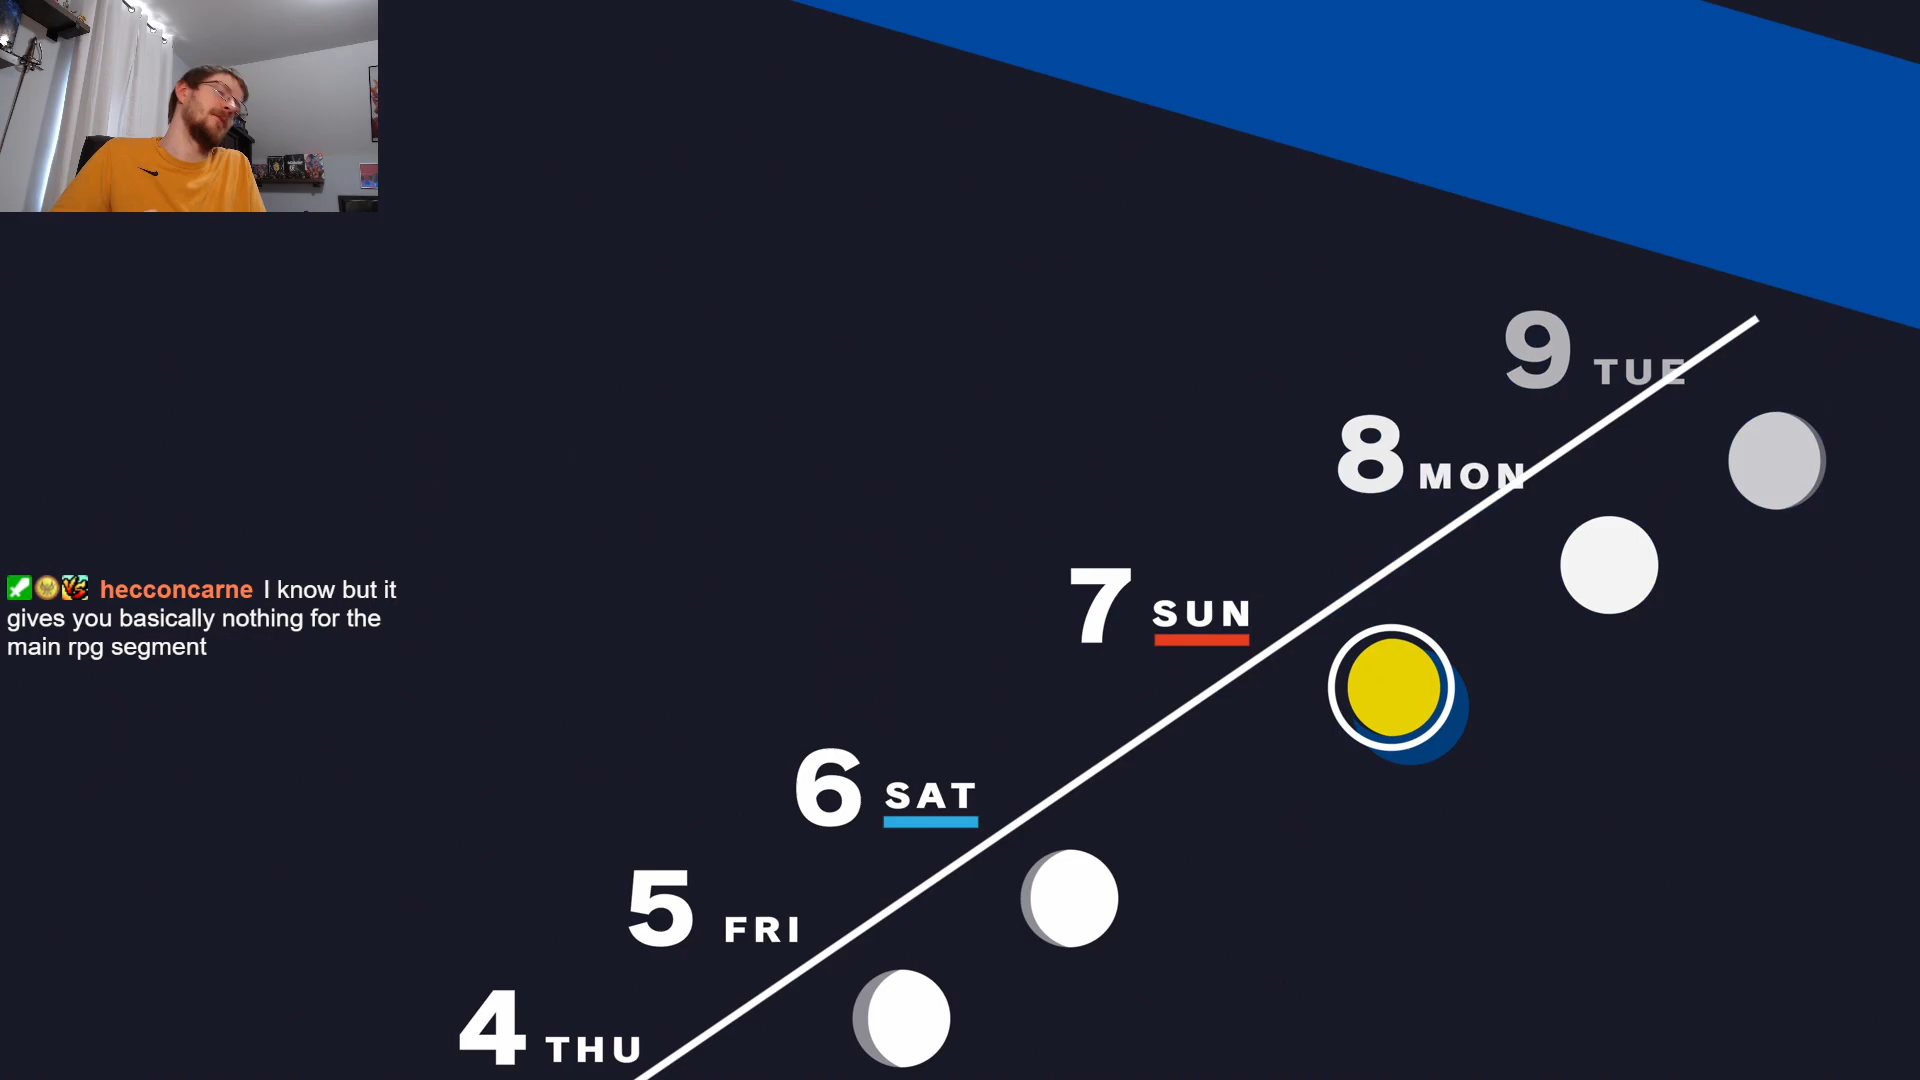 9 TUE
8 MON
7 SUN
6 SAT
5 FRI
4 THU
hecconcarne I know but it
gives you basically nothing for the
main rpg segment